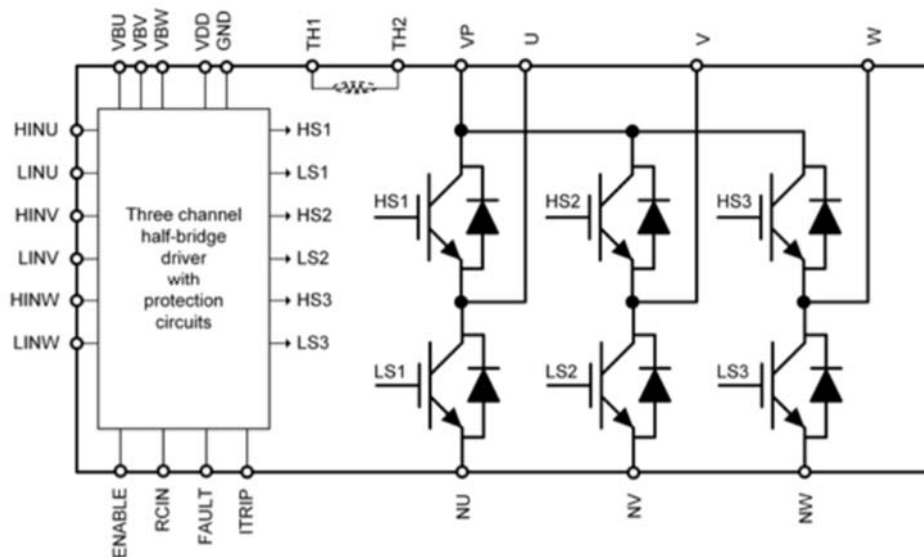 VBU
VBV
VBW
VDD
GND
TH1
TH2
VP
U
V
W
HINU
LINU
HINV
LINV
HINW
LINW
Three channel
half-bridge
driver
with
protection
circuits
HS1
LS1
HS2
LS2
HS3
LS3
HS1
HS2
HS3
LS1
LS2
LS3
ENABLE
RCIN
FAULT
ITRIP
NU
NV
NW